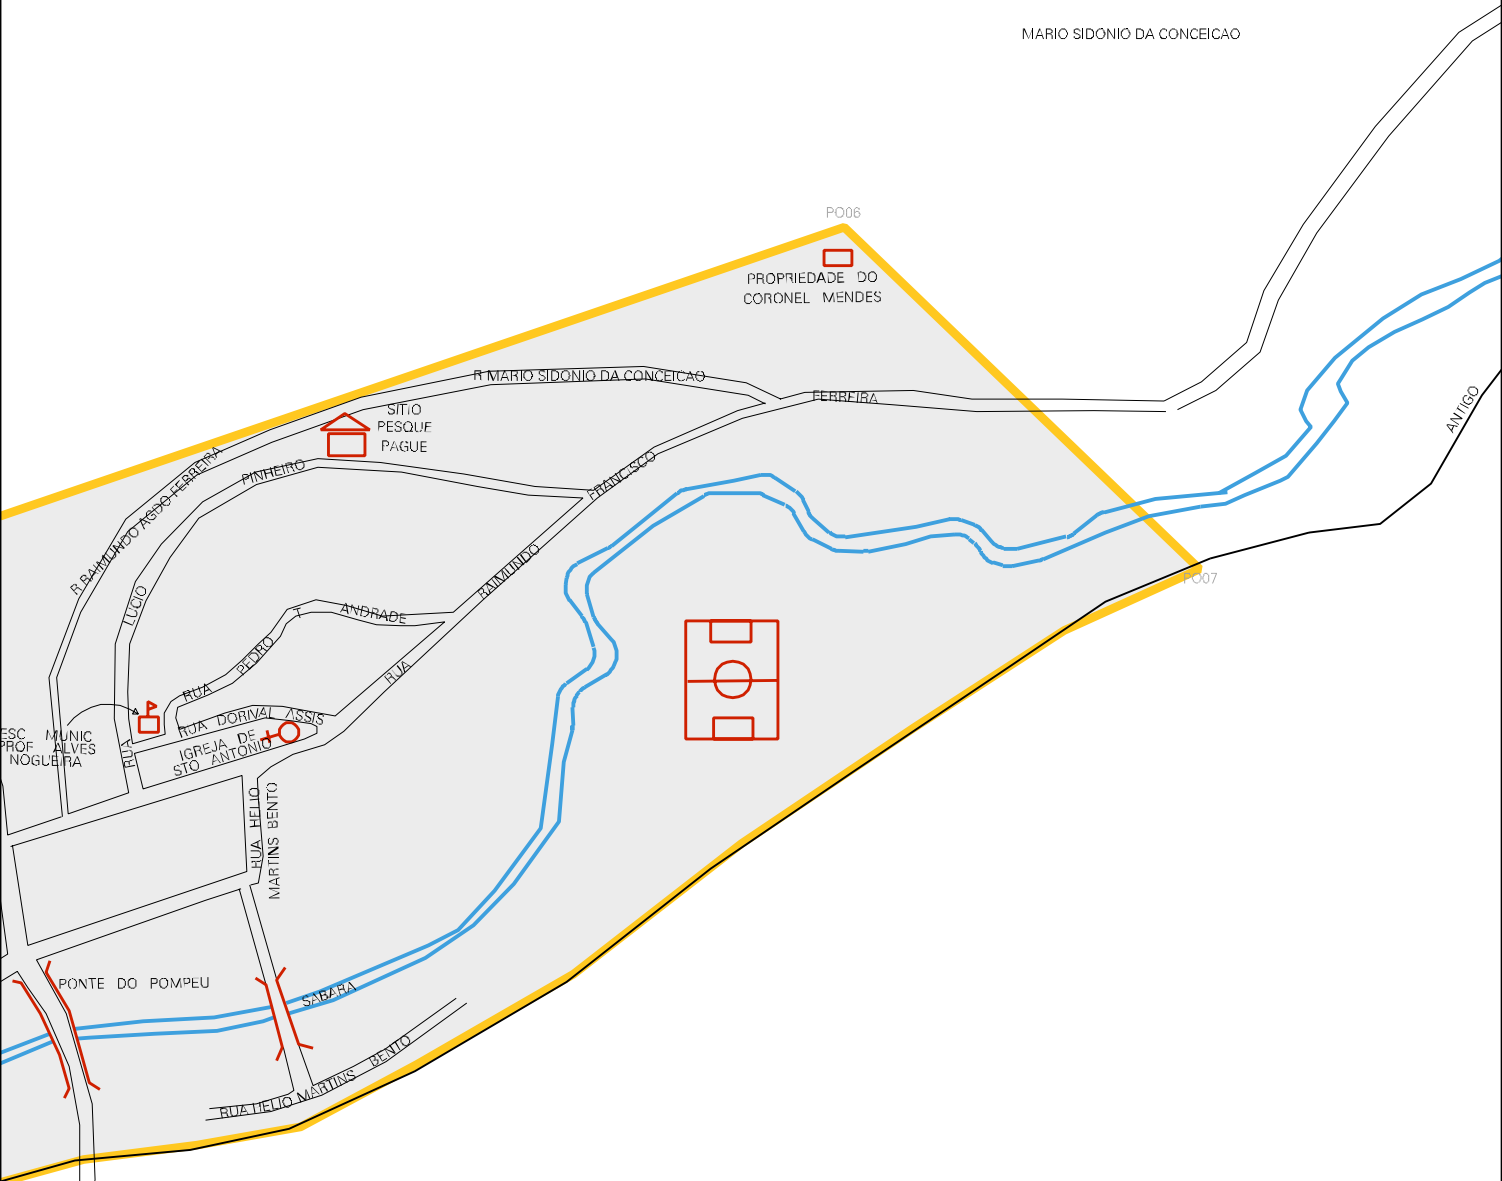 MARIO SIDONIO DA CONCEICAO
PO06
PROPRIEDADE DO
CORONEL MENDES
R MARIO SIDONIO DA CONCEICAO
FERREIRA
ANTIGO
SITIO
PESQUE
PAGUE
R RAIMUNDO AGDO FERREIRA
PINHEIRO
FRANCISCO
RAIMUNDO
PO07
LUCIO
T
ANDRADE
PEDRO
RUA
RUA
RUA DORIVAL ASSIS
ESC MUNIC
PROF ALVES
NOGUEIRA
RUA
IGREJA DE
STO ANTONIO
RUA HELIO
MARTINS BENTO
PONTE DO POMPEU
SABARA
RUA HELIO MARTINS BENTO